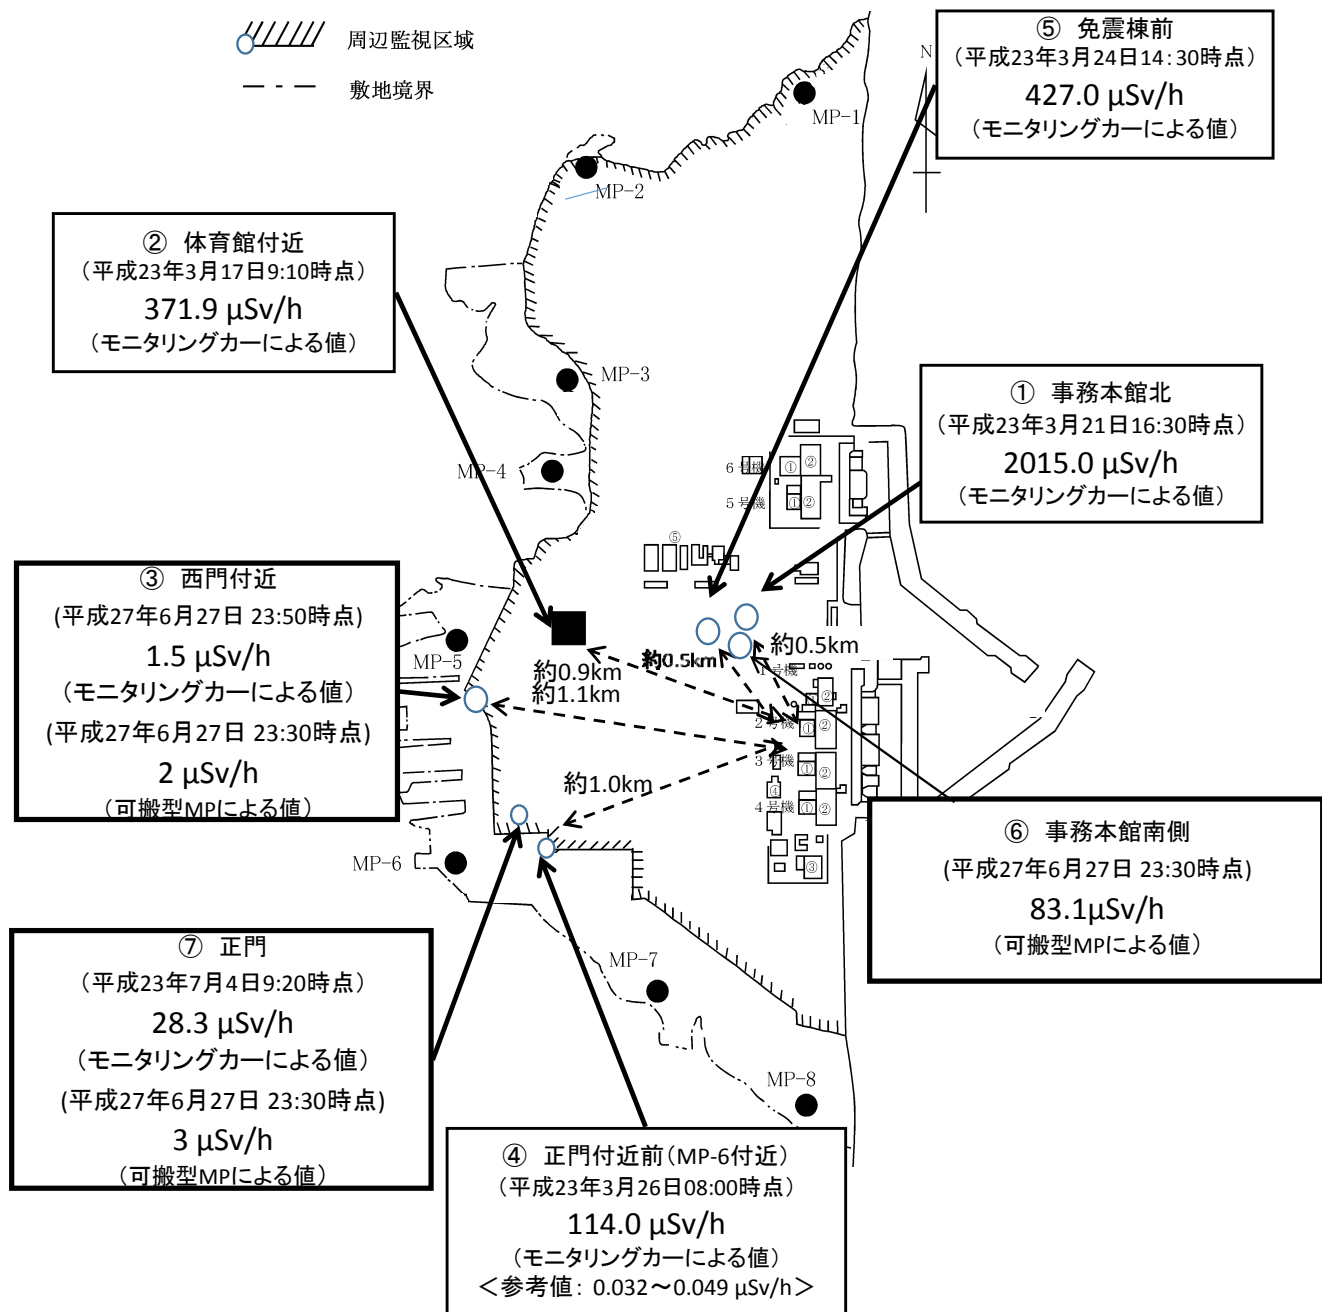 周辺監視区域
敷地境界
⑤ 免震棟前
(平成23年3月24日14:30時点)
427.0 μSv/h
(モニタリングカーによる値)
N
MP-1
MP-2
② 体育館付近
(平成23年3月17日9:10時点)
371.9 μSv/h
(モニタリングカーによる値)
MP-3
① 事務本館北
(平成23年3月21日16:30時点)
2015.0 μSv/h
(モニタリングカーによる値)
MP-4
6号機
①
②
5号機
①
②
⑤
③ 西門付近
(平成27年6月27日 23:50時点)
1.5 μSv/h
(モニタリングカーによる値)
(平成27年6月27日 23:30時点)
2 μSv/h
(可搬型MPによる値)
MP-5
約0.9km
約1.1km
約0.5km
約0.5km
1号機
②
2号機
①
②
3号機
①
②
④
4号機
①
②
③
約1.0km
MP-6
⑥ 事務本館南側
(平成27年6月27日 23:30時点)
83.1μSv/h
(可搬型MPによる値)
⑦ 正門
(平成23年7月4日9:20時点)
28.3 μSv/h
(モニタリングカーによる値)
(平成27年6月27日 23:30時点)
3 μSv/h
(可搬型MPによる値)
MP-7
MP-8
④ 正門付近前(MP-6付近)
(平成23年3月26日08:00時点)
114.0 μSv/h
(モニタリングカーによる値)
<参考値: 0.032~0.049 μSv/h>